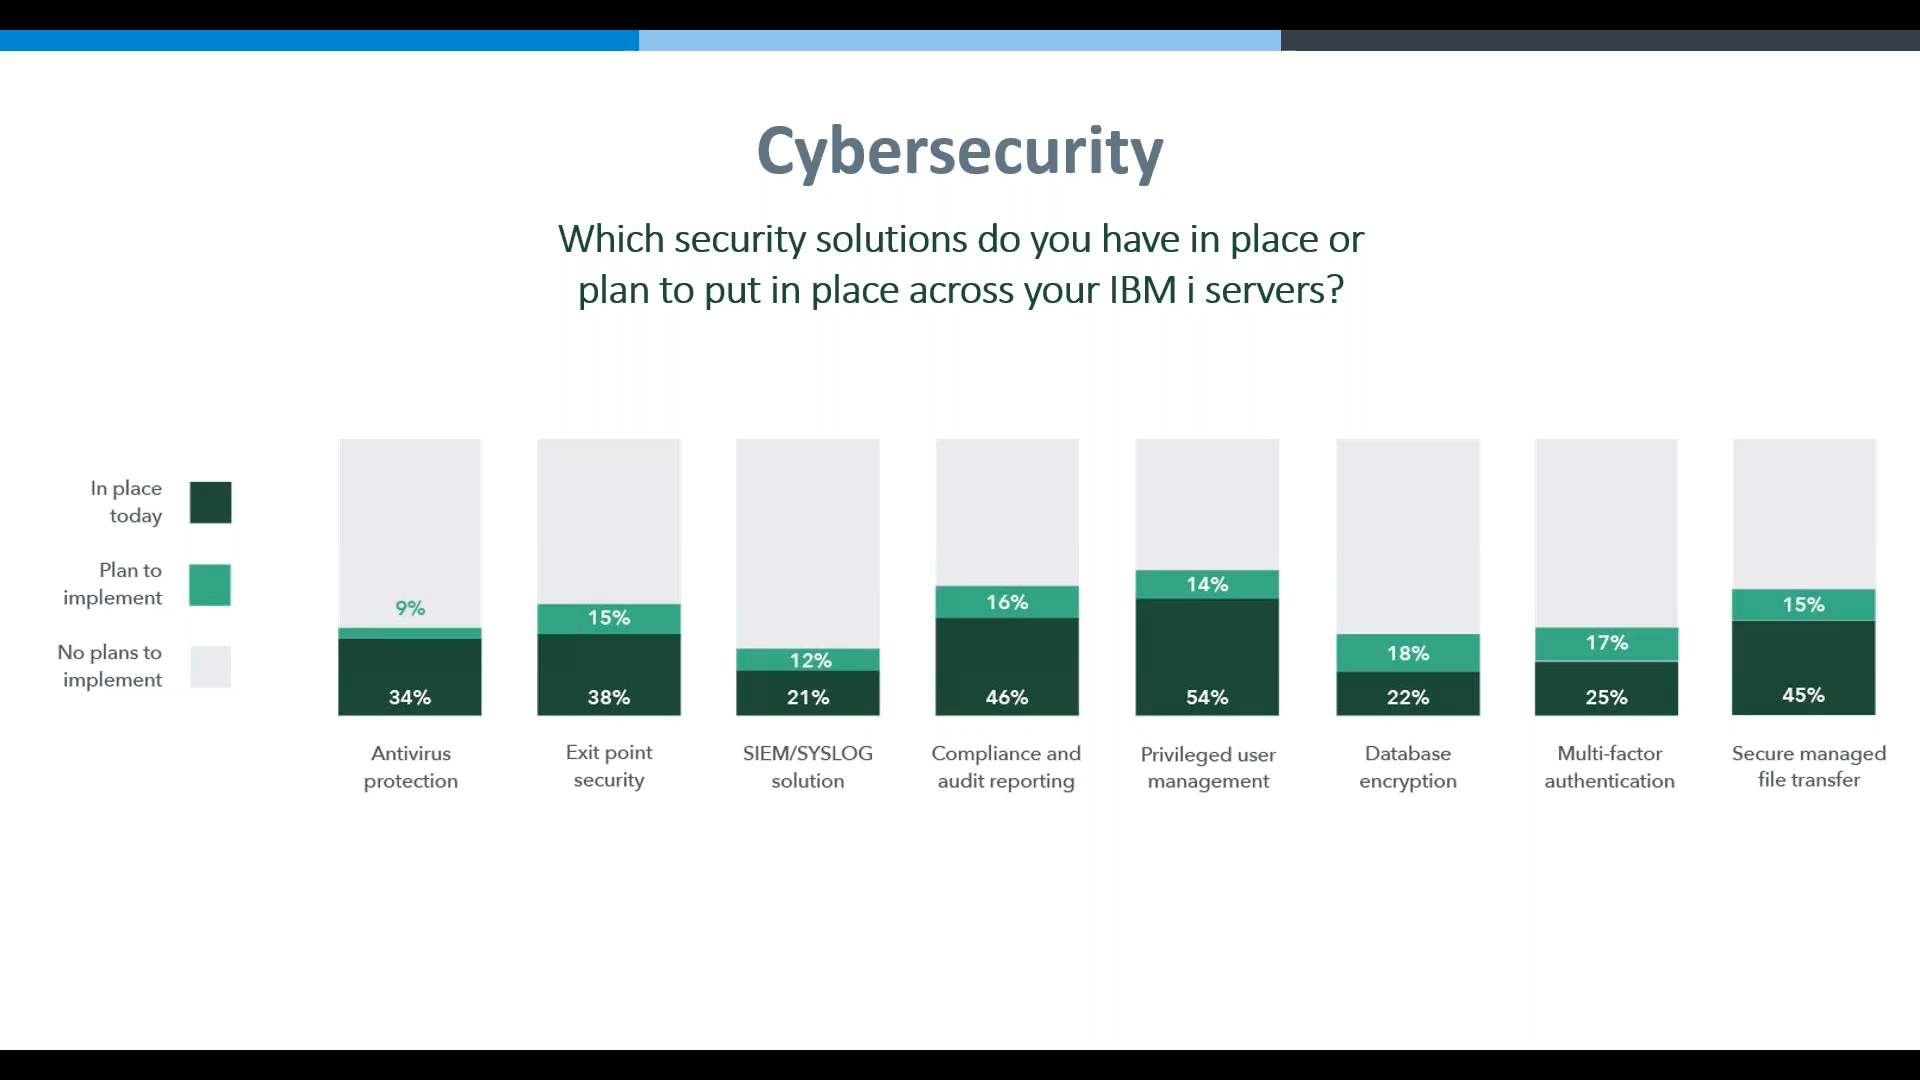 Cybersecurity
Which security solutions do you have in place or
plan to put in place across your IBM i servers?
In place
today
Plan to
implement
No plans to
implement
9%
34%
15%
38%
12%
21%
16%
46%
14%
54%
18%
22%
17%
25%
15%
45%
Antivirus
protection
Exit point
security
SIEM/SYSLOG
solution
Compliance and
audit reporting
Privileged user
management
Database
encryption
Multi-factor
authentication
Secure managed
file transfer